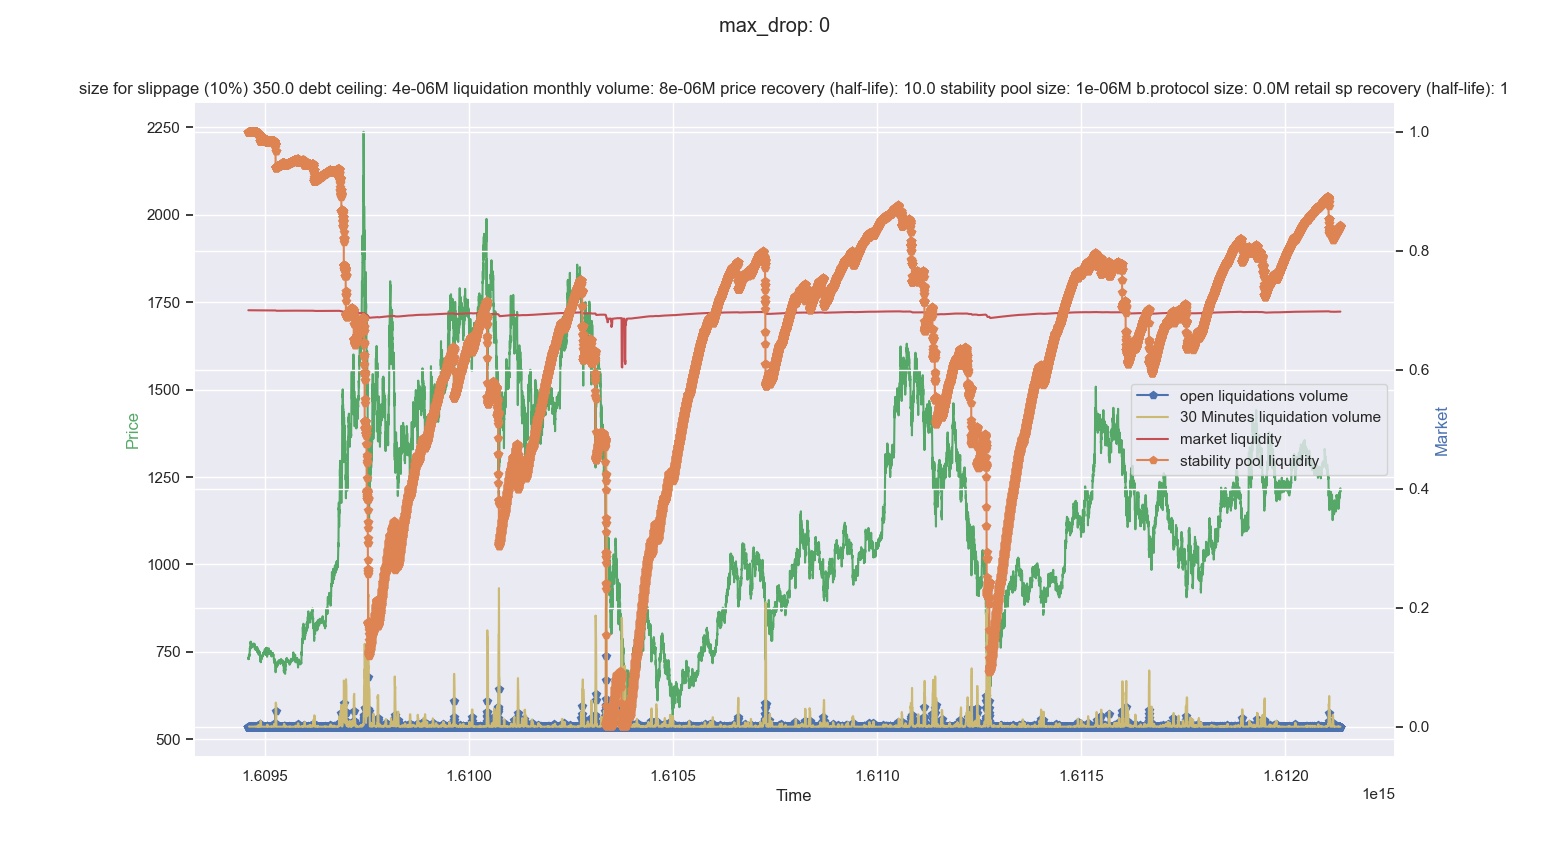 max_drop: 0
size for slippage (10%) 350.0 debt ceiling: 4e-06M liquidation monthly volume: 8e-06M price recovery (half-life): 10.0 stability pool size: 1e-06M b.protocol size: 0.0M retail sp recovery (half-life): 1
2250
2000
1750
1500
1250
1000
750
500
Price
1.0
0.8
0.6
0.4
0.2
0.0
Market
open liquidations volume
30 Minutes liquidation volume
market liquidity
stability pool liquidity
1.6095 1.6100 1.6105 1.6110 1.6115 1.6120
Time
1e15